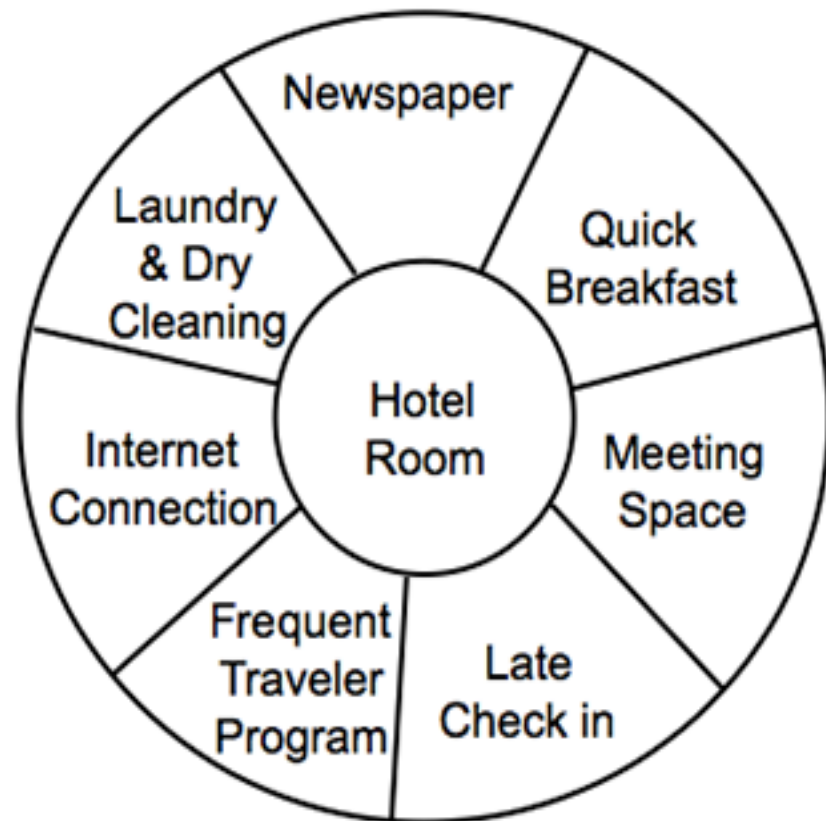 Newspaper
Quick
Breakfast
Meeting
Space
Late
Check in
Frequent
Traveler
Program
Internet
Connection
Laundry
& Dry
Cleaning
Hotel
Room